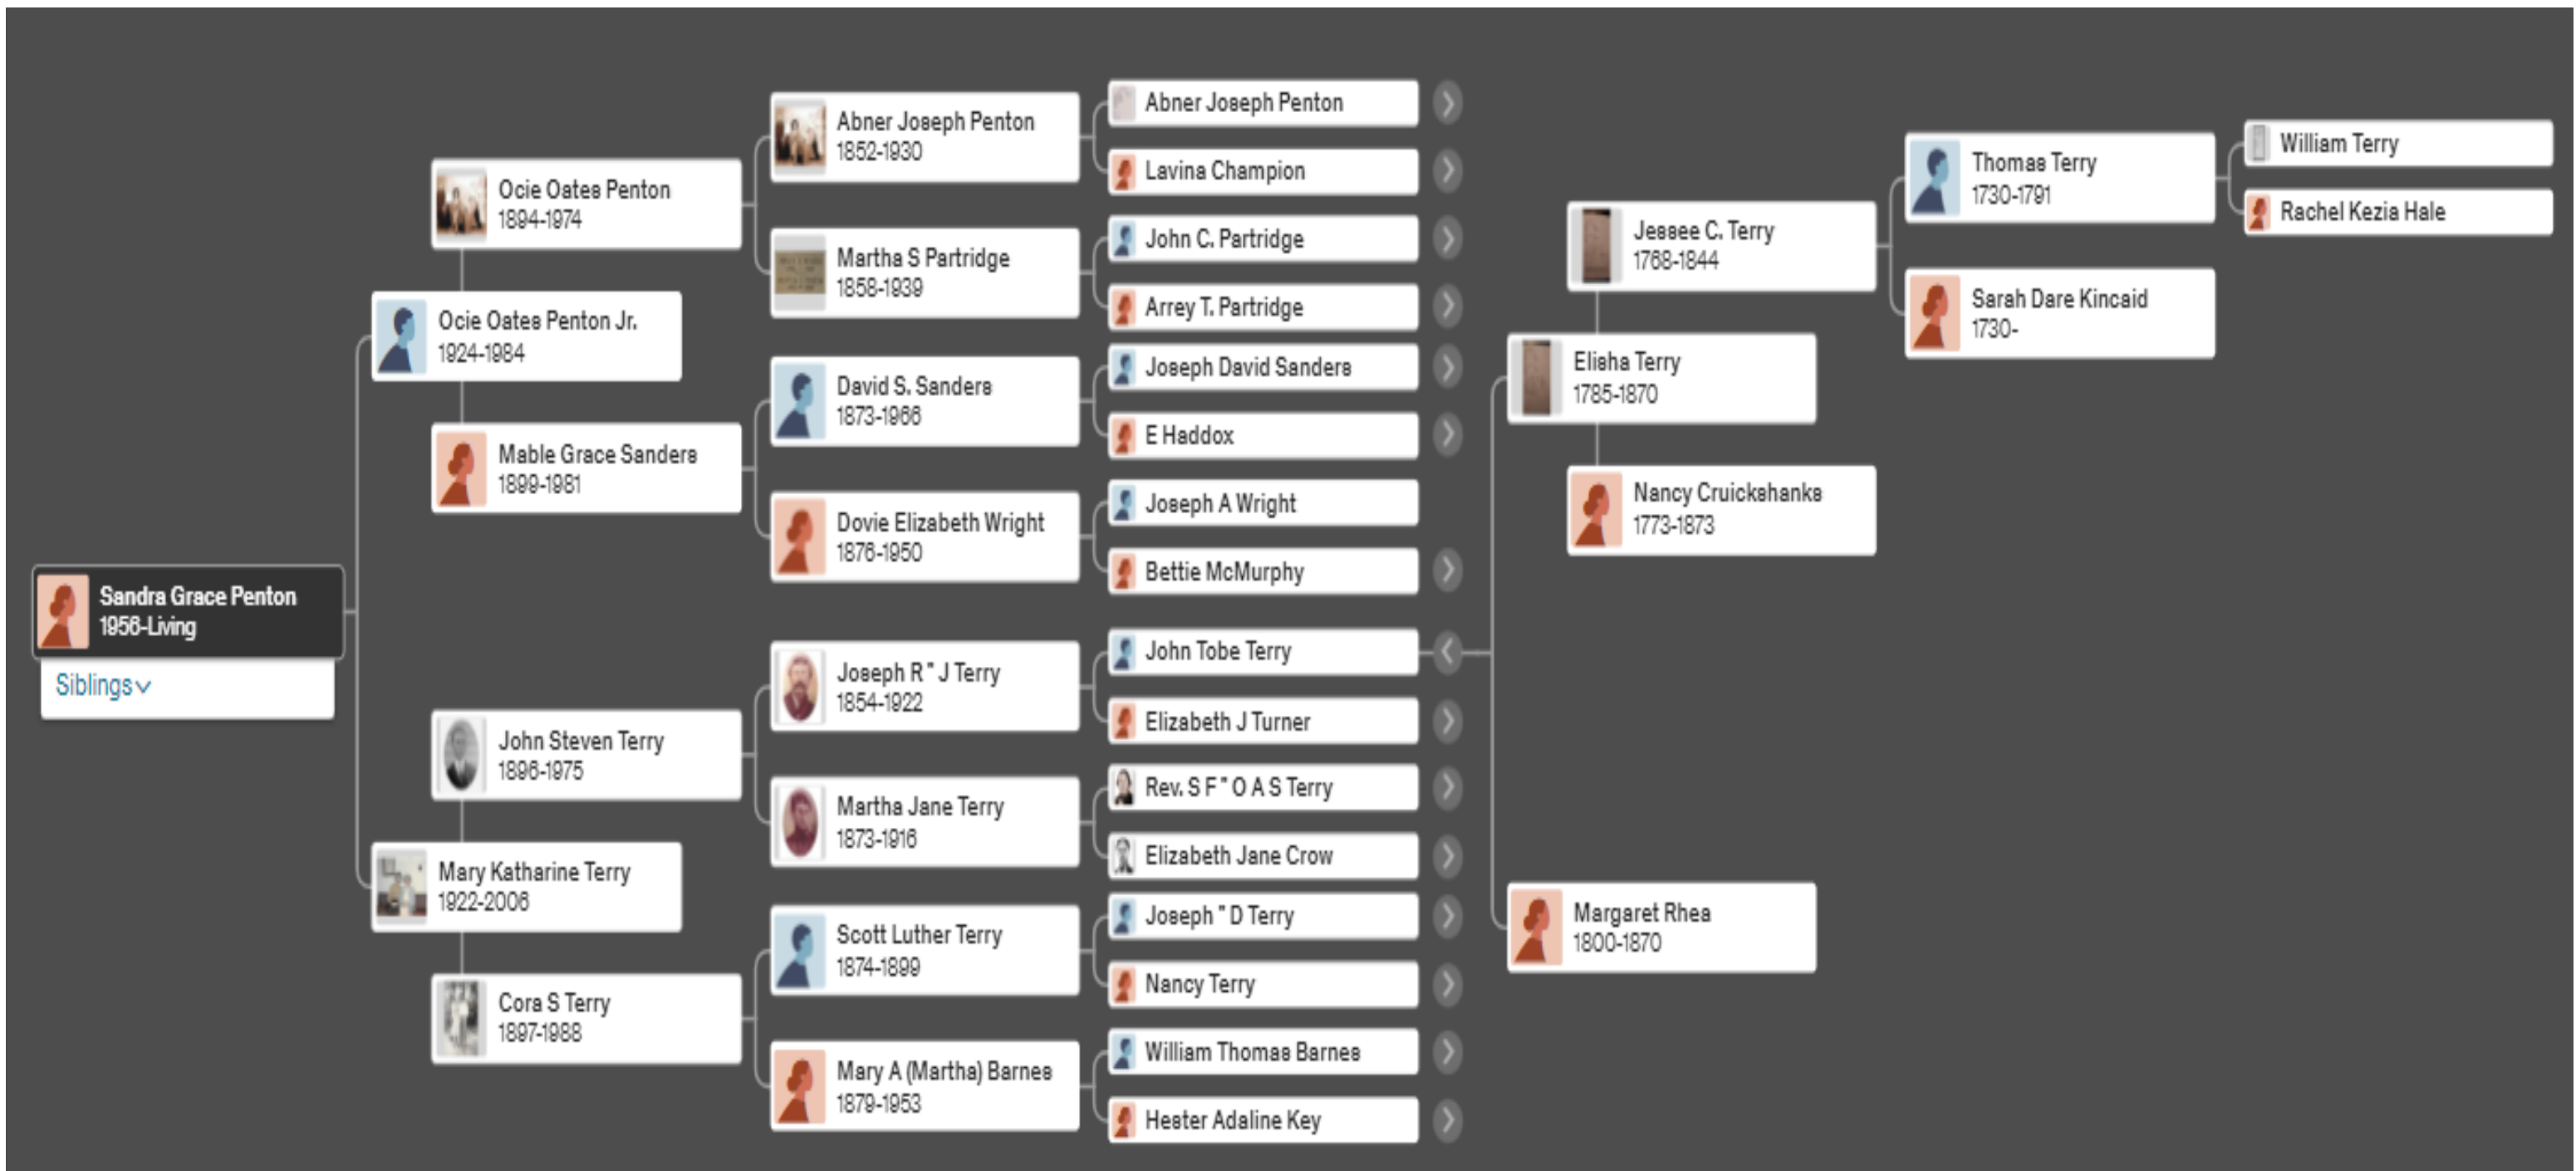 Sandra Grace Penton
1956-Living
Siblings
Ocie Oates Penton Jr.
1924-1984
Mary Katharine Terry
1922-2006
Ocie Oates Penton
1894-1974
Mable Grace Sanders
1899-1981
John Steven Terry
1896-1975
Cora S Terry
1897-1988
Abner Joseph Penton
1852-1930
Martha S Partridge
1858-1939
David S. Sanders
1873-1966
Dovie Elizabeth Wright
1876-1950
Joseph R " J Terry
1854-1922
Martha Jane Terry
1873-1916
Scott Luther Terry
1874-1899
Mary A (Martha) Barnes
1879-1953
Abner Joseph Penton
Lavina Champion
John C. Partridge
Arrey T. Partridge
Joseph David Sanders
E Haddox
Joseph A Wright
Bettie McMurphy
John Tobe Terry
Elizabeth J Turner
Rev. S F " O A S Terry
Elizabeth Jane Crow
Joseph " D Terry
Nancy Terry
William Thomas Barnes
Hester Adaline Key
Elisha Terry
1785-1870
Margaret Rhea
1800-1870
Jessee C. Terry
1768-1844
Nancy Cruickshanks
1773-1873
Thomas Terry
1730-1791
Sarah Dare Kincaid
1730-
William Terry
Rachel Kezia Hale